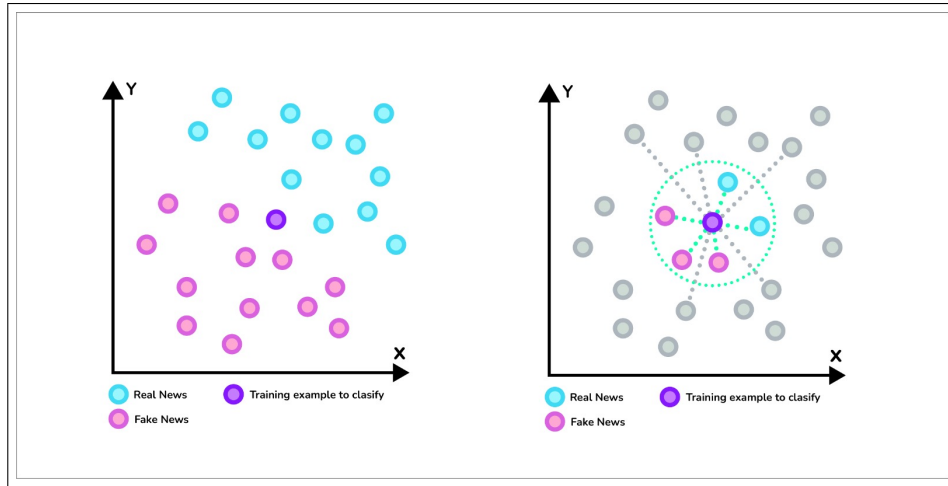 Y
X
Real News
Training example to clasify
Fake News
Y
X
Real News
Training example to clasify
Fake News